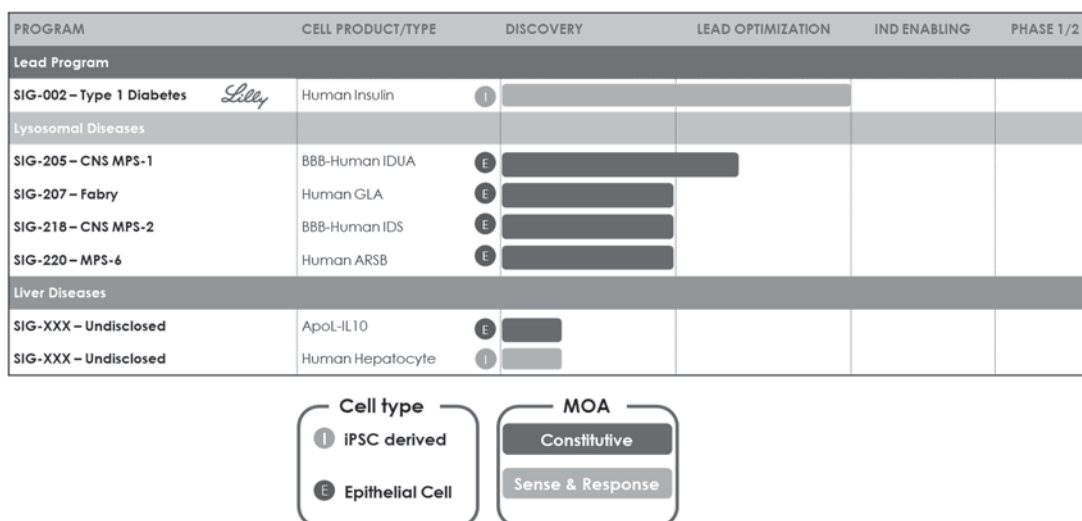 PROGRAM CELL PRODUCT/TYPE DISCOVERY LEAD OPTIMIZATION IND ENABLING PHASE 1/2
Lead Program
SIG-002 – Type 1 Diabetes Lilly Human Insulin I
Lysosomal Diseases
SIG-205 – CNS MPS-1 BBB-Human IDUA E
SIG-207 – Fabry Human GLA E
SIG-218 – CNS MPS-2 BBB-Human IDS E
SIG-220 – MPS-6 Human ARSB E
Liver Diseases
SIG-XXX – Undisclosed ApoL-IL10 E
SIG-XXX – Undisclosed Human Hepatocyte I
Cell type
I iPSC derived
E Epithelial Cell
MOA
Constitutive
Sense & Response